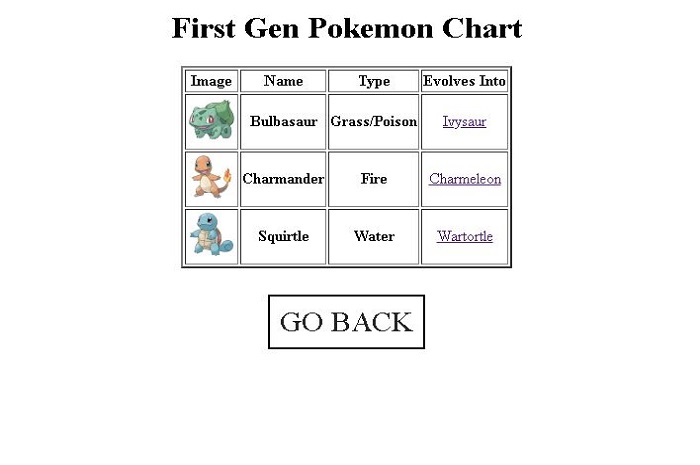 First Gen Pokemon Chart
Image Name Type Evolves Into
Bulbasaur Grass/Poison Ivysaur
Charmander Fire Charmeleon
Squirtle Water Wartortle
GO BACK